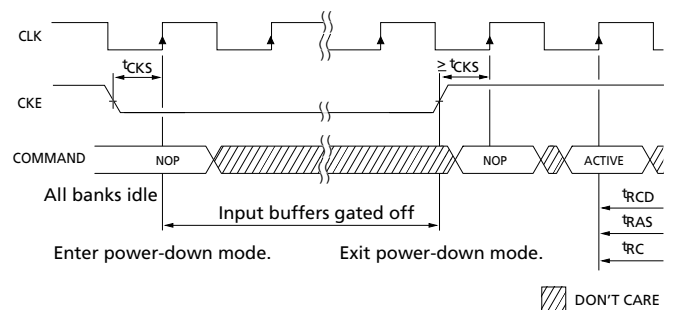 CLK
tCKS
≥ tCKS
CKE
COMMAND NOP NOP ACTIVE
All banks idle
tRCD
Input buffers gated off
tRAS
Enter power-down mode. Exit power-down mode.
tRC
DON'T CARE